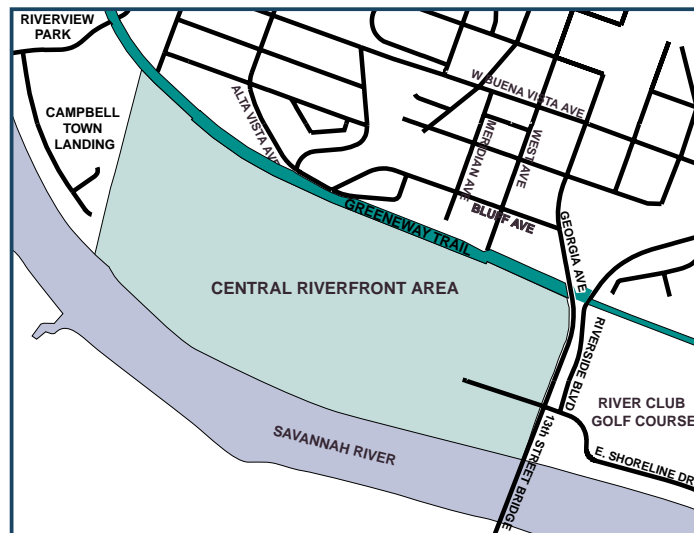 RIVERVIEW
PARK
CAMPBELL
TOWN
LANDING
ALTA VISTA AVE
W BUENA VISTA AVE
MERIDIAN AVE
WEST AVE
BLUFF AVE
GREENEWAY TRAIL
GEORGIA AVE
CENTRAL RIVERFRONT AREA
RIVERSIDE BLVD
RIVER CLUB
GOLF COURSE
SAVANNAH RIVER
13th STREET BRIDGE
E. SHORELINE DR